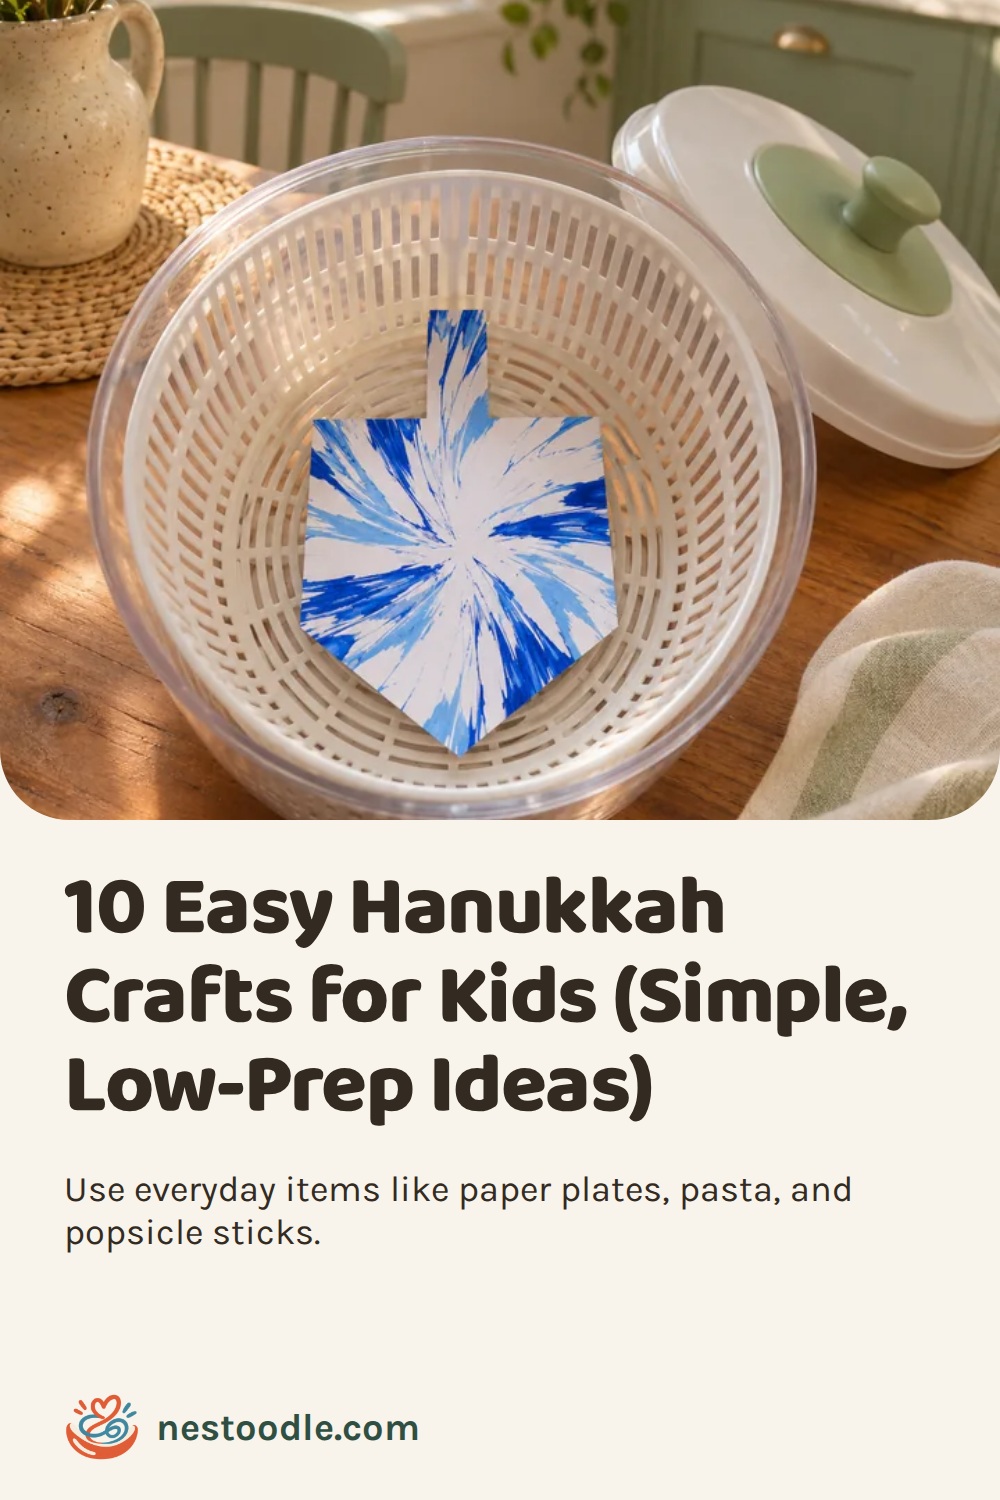 10 Easy Hanukkah
Crafts for Kids (Simple,
Low-Prep Ideas)
Use everyday items like paper plates, pasta, and
popsicle sticks.
nestoodle.com